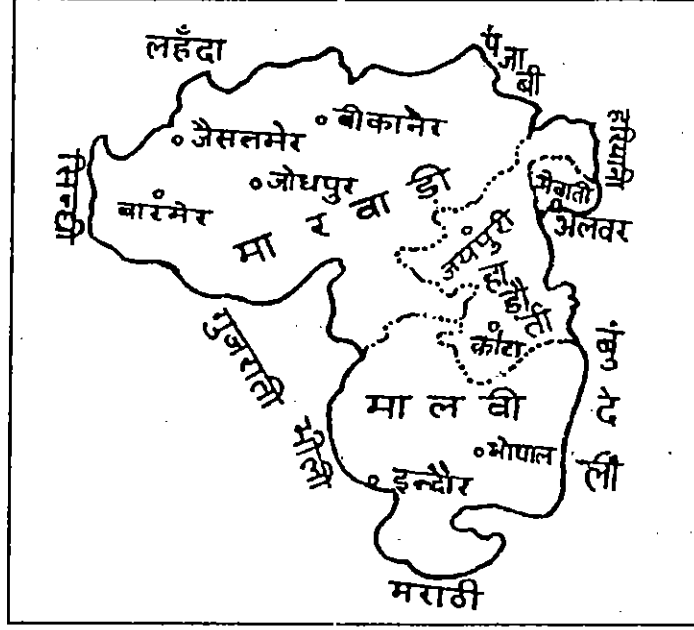 लहँदा
पंजाबी
हरियानी
बीकानेर
जैसलमेर
सिन्धी
जोधपुर
मेवाती
बारंमेर
अलवर
मारवाडी
जयपुरी
हाडौती
गुजराती
कोटा
बुंदेली
मालवी
भीली
भोपाल
इन्दौर
मराठी